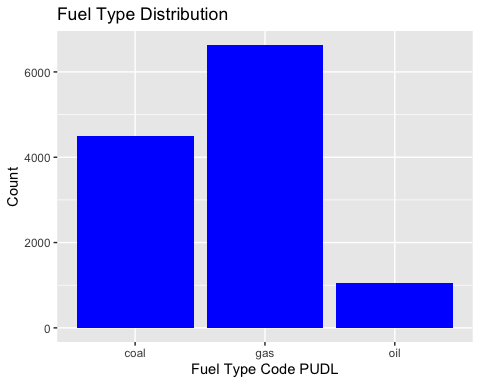 Fuel Type Distribution
6000
4000
2000
0
Count
coal gas oil
Fuel Type Code PUDL